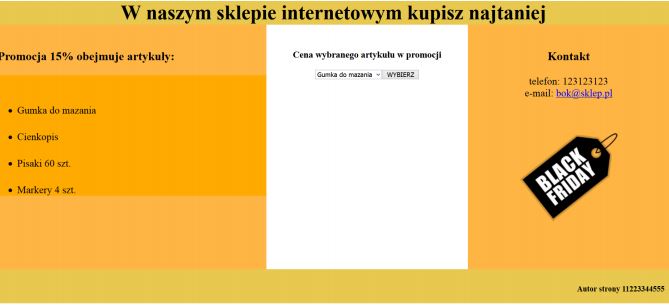 W naszym sklepie internetowym kupisz najtaniej
Promocja 15% obejmuje artykuły:
Gumka do mazania
Cienkopis
Pisaki 60 szt.
Markery 4 szt.
Cena wybranego artykułu w promocji
Gumka do mazania WYBIERZ
Kontakt
telefon: 123123123
e-mail: bok@sklep.pl
BLACK
FRIDAY
Autor strony 11223344555